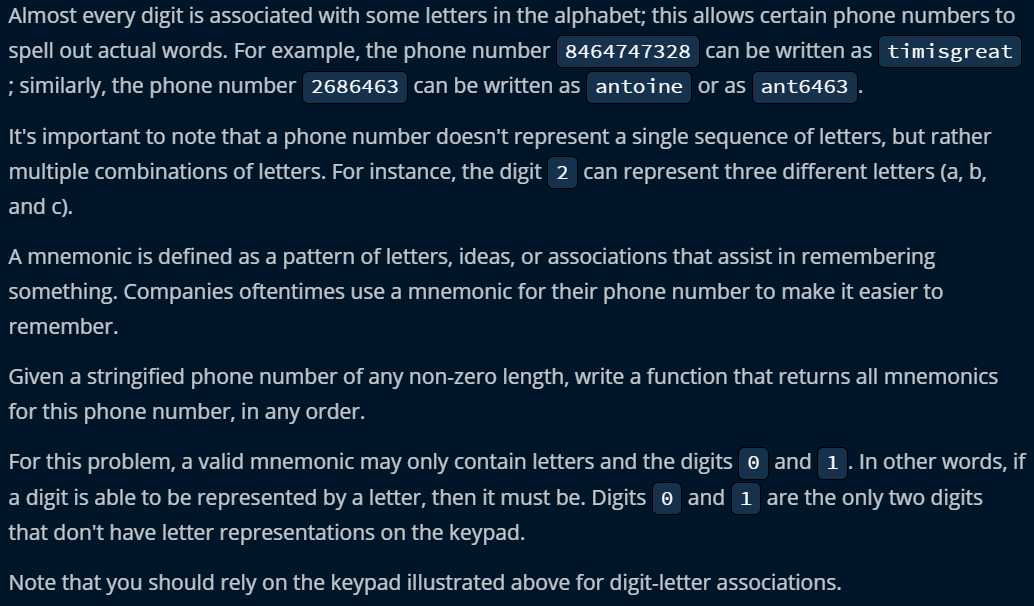 Almost every digit is associated with some letters in the alphabet; this allows certain phone numbers to
spell out actual words. For example, the phone number 8464747328 can be written as timisgreat
; similarly, the phone number 2686463 can be written as antoine or as ant6463 .
It's important to note that a phone number doesn't represent a single sequence of letters, but rather
multiple combinations of letters. For instance, the digit 2 can represent three different letters (a, b,
and c).
A mnemonic is defined as a pattern of letters, ideas, or associations that assist in remembering
something. Companies oftentimes use a mnemonic for their phone number to make it easier to
remember.
Given a stringified phone number of any non-zero length, write a function that returns all mnemonics
for this phone number, in any order.
For this problem, a valid mnemonic may only contain letters and the digits 0 and 1 . In other words, if
a digit is able to be represented by a letter, then it must be. Digits 0 and 1 are the only two digits
that don't have letter representations on the keypad.
Note that you should rely on the keypad illustrated above for digit-letter associations.